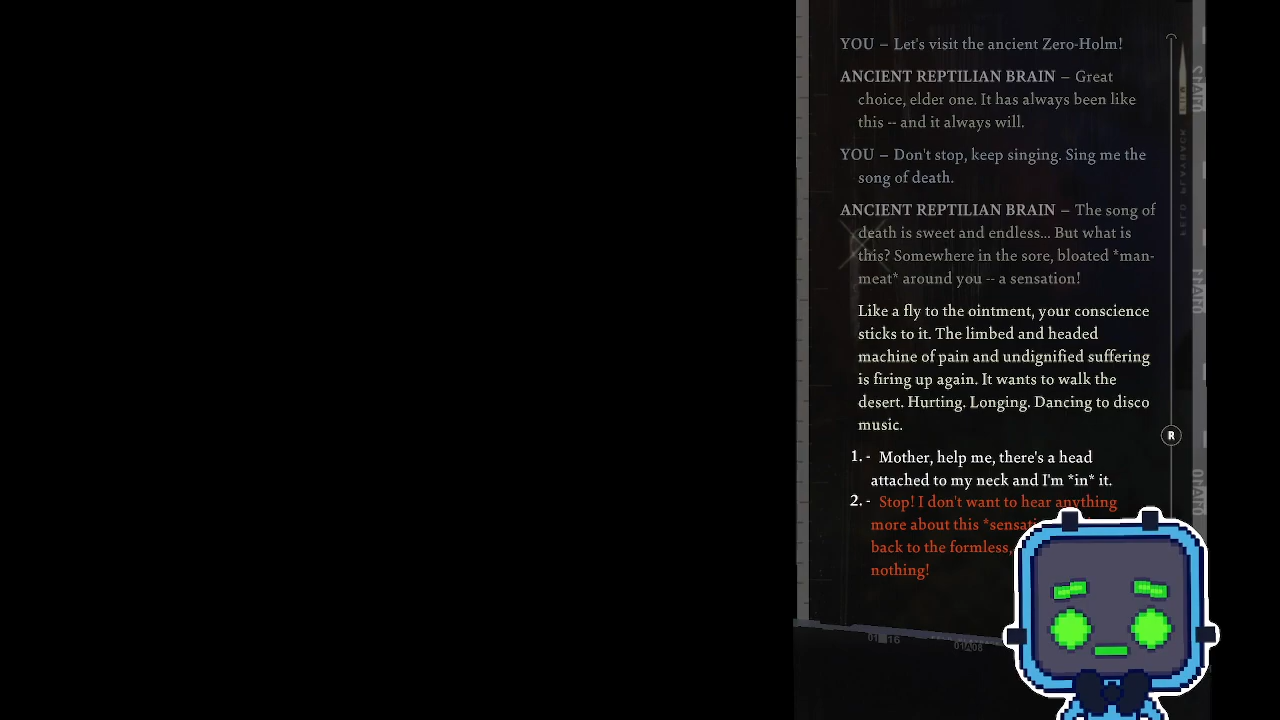 YOU – Let's visit the ancient Zero-Holm!
ANCIENT REPTILIAN BRAIN – Great
choice, elder one. It has always been like
this -- and it always will.
YOU – Don't stop, keep singing. Sing me the
song of death.
ANCIENT REPTILIAN BRAIN – The song of
death is sweet and endless... But what is
this? Somewhere in the sore, bloated *man-
meat* around you -- a sensation!
Like a fly to the ointment, your conscience
sticks to it. The limbed and headed
machine of pain and undignified suffering
is firing up again. It wants to walk the
desert. Hurting. Longing. Dancing to disco
music.
R
1. - Mother, help me, there's a head
attached to my neck and I'm *in* it.
2. - Stop! I don't want to hear anything
more about this
back to the formless,
nothing!